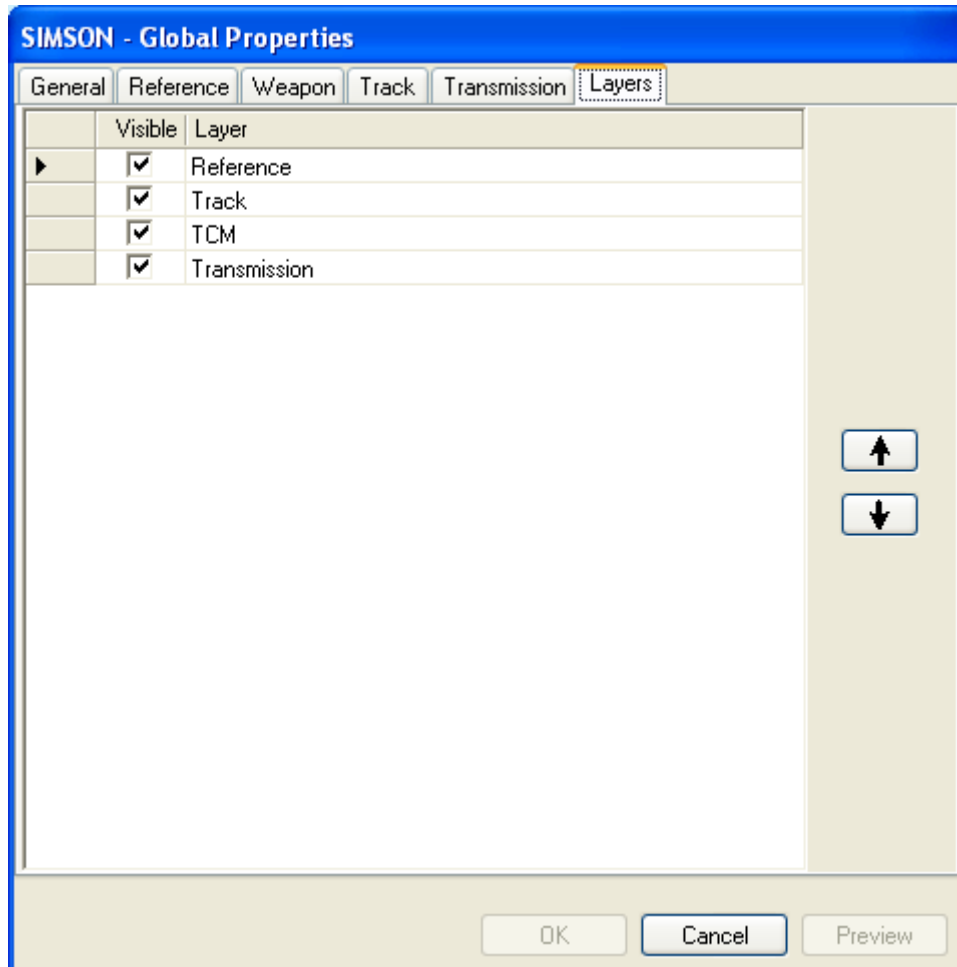 SIMSON - Global Properties
General Reference Weapon Track Transmission Layers
Visible Layer
Reference
Track
TCM
Transmission
OK Cancel Preview